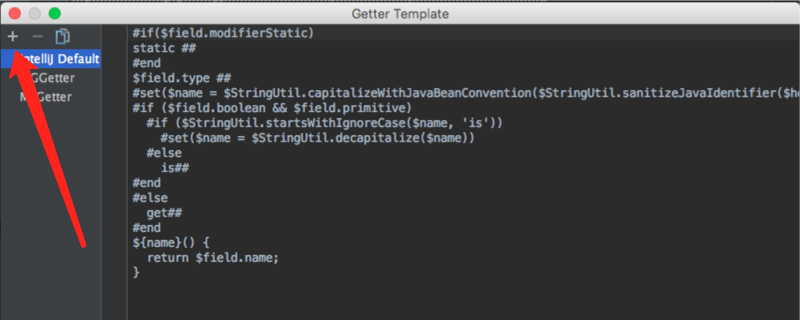 Getter Template
IntelliJ Default
GGetter
Getter
#if($field.modifierStatic)
static ##
#end
$field.type ##
#set($name = $StringUtil.capitalizeWithJavaBeanConvention($StringUtil.sanitizeJavaIdentifier($he
#if ($field.boolean && $field.primitive)
#if ($StringUtil.startsWithIgnoreCase($name, 'is'))
#set($name = $StringUtil.decapitalize($name))
#else
is##
#end
#else
get##
#end
${name}() {
return $field.name;
}